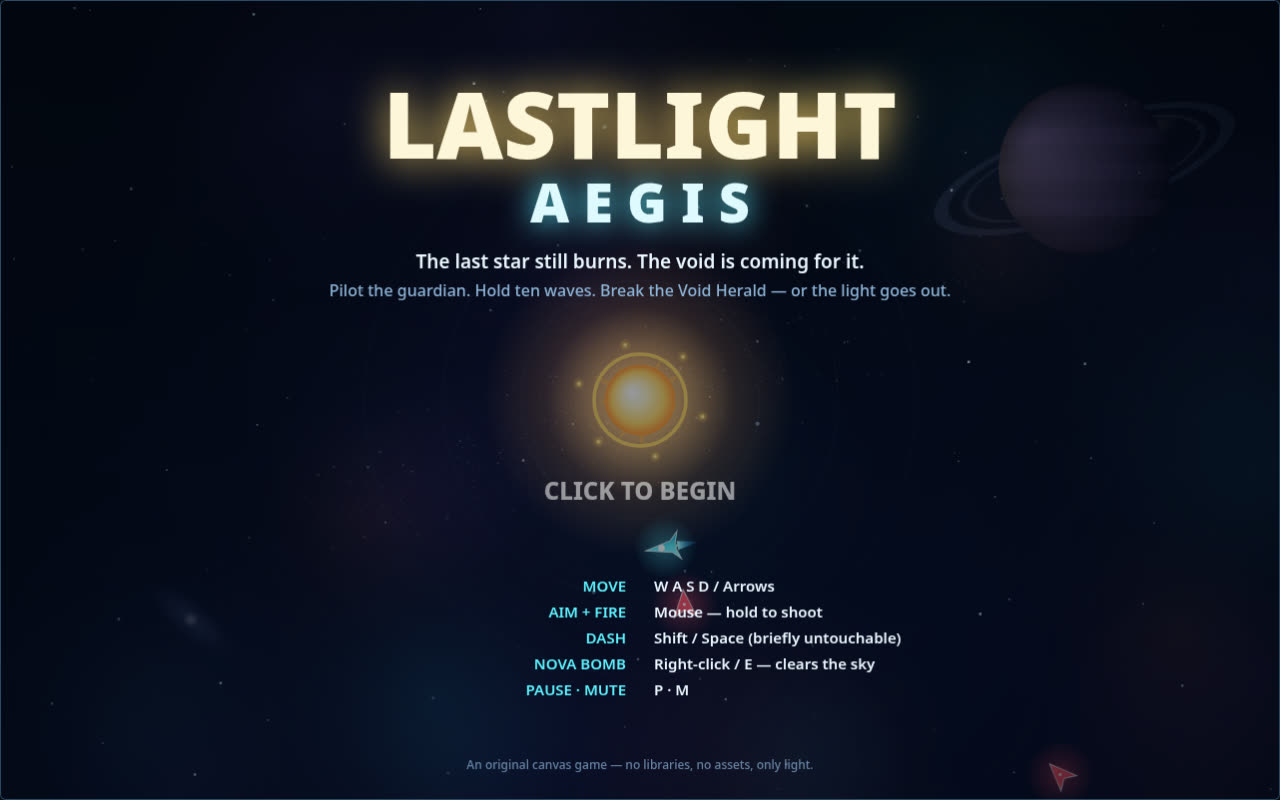 LASTLIGHT
AEGIS
The last star still burns. The void is coming for it.
Pilot the guardian. Hold ten waves. Break the Void Herald — or the light goes out.
CLICK TO BEGIN
MOVE W A S D / Arrows
AIM + FIRE Mouse — hold to shoot
DASH Shift / Space (briefly untouchable)
NOVA BOMB Right-click / E — clears the sky
PAUSE · MUTE P · M
An original canvas game — no libraries, no assets, only light.